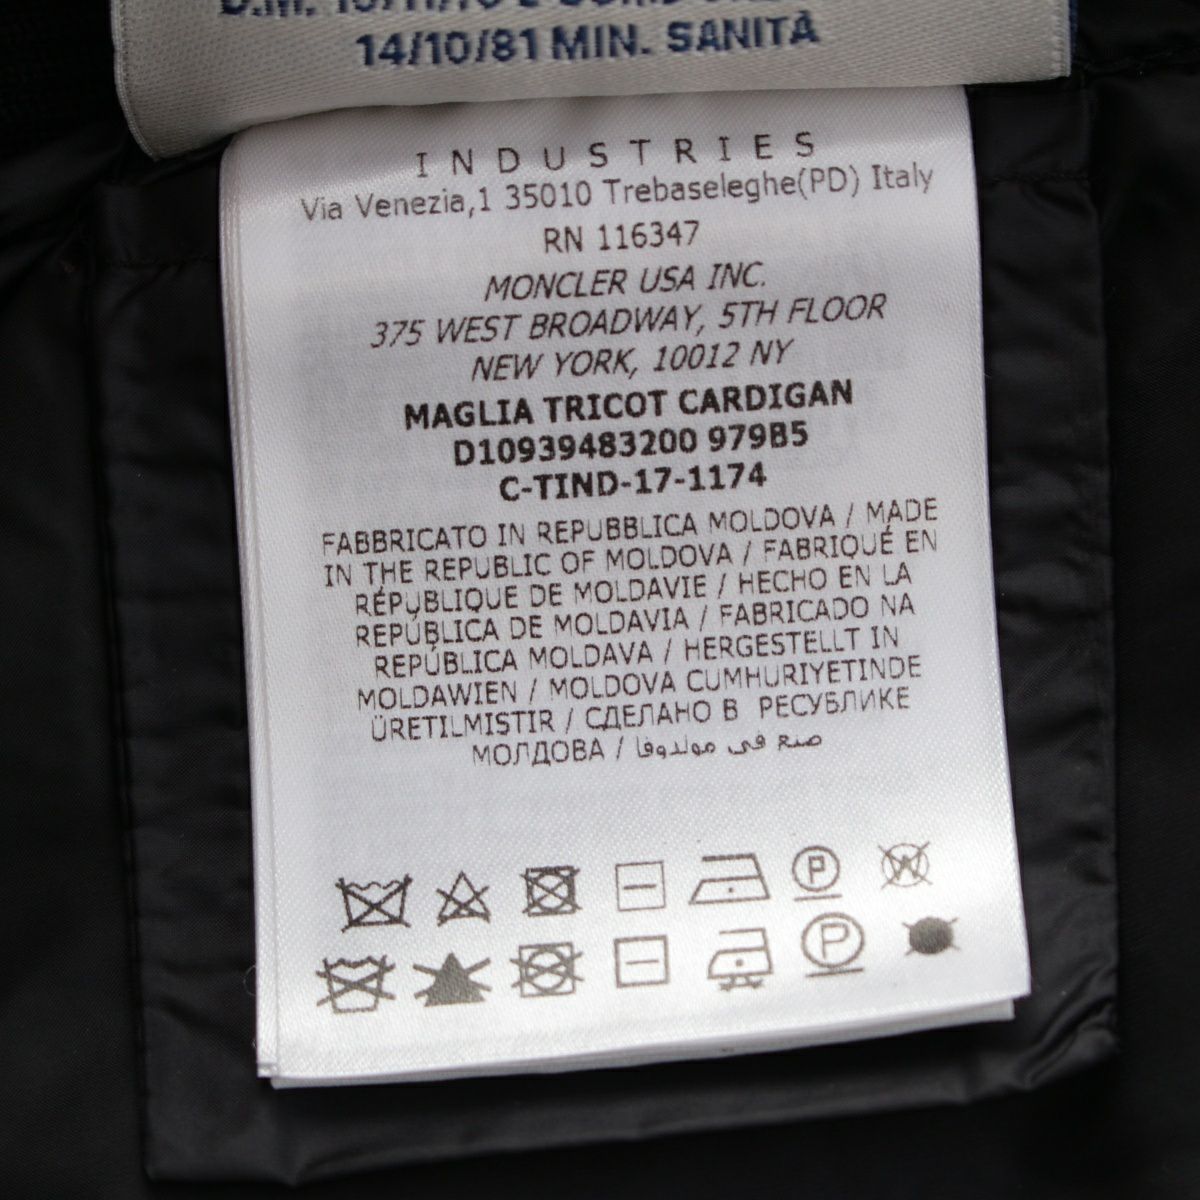 14/10/81 MIN. SANITÀ
INDUSTRIES
Via Venezia,1 35010 Trebaseleghe(PD) Italy
RN 116347
MONCLER USA INC.
375 WEST BROADWAY, 5TH FLOOR
NEW YORK, 10012 NY
MAGLIA TRICOT CARDIGAN
D10939483200 979B5
C-TIND-17-1174
FABBRICATO IN REPUBBLICA MOLDOVA / MADE
IN THE REPUBLIC OF MOLDOVA / FABRIQUÉ EN
RÉPUBLIQUE DE MOLDAVIE / HECHO EN LA
REPÚBLICA DE MOLDAVIA / FABRICADO NA
REPÚBLICA MOLDAVA / HERGESTELLT IN
MOLDAWIEN / MOLDOVA CUMHURIYETINDE
ÜRETILMISTIR / СДЕЛАНО В РЕСПУБЛИКЕ
МОЛДОВА / صنع في مولدوفا
P W
P